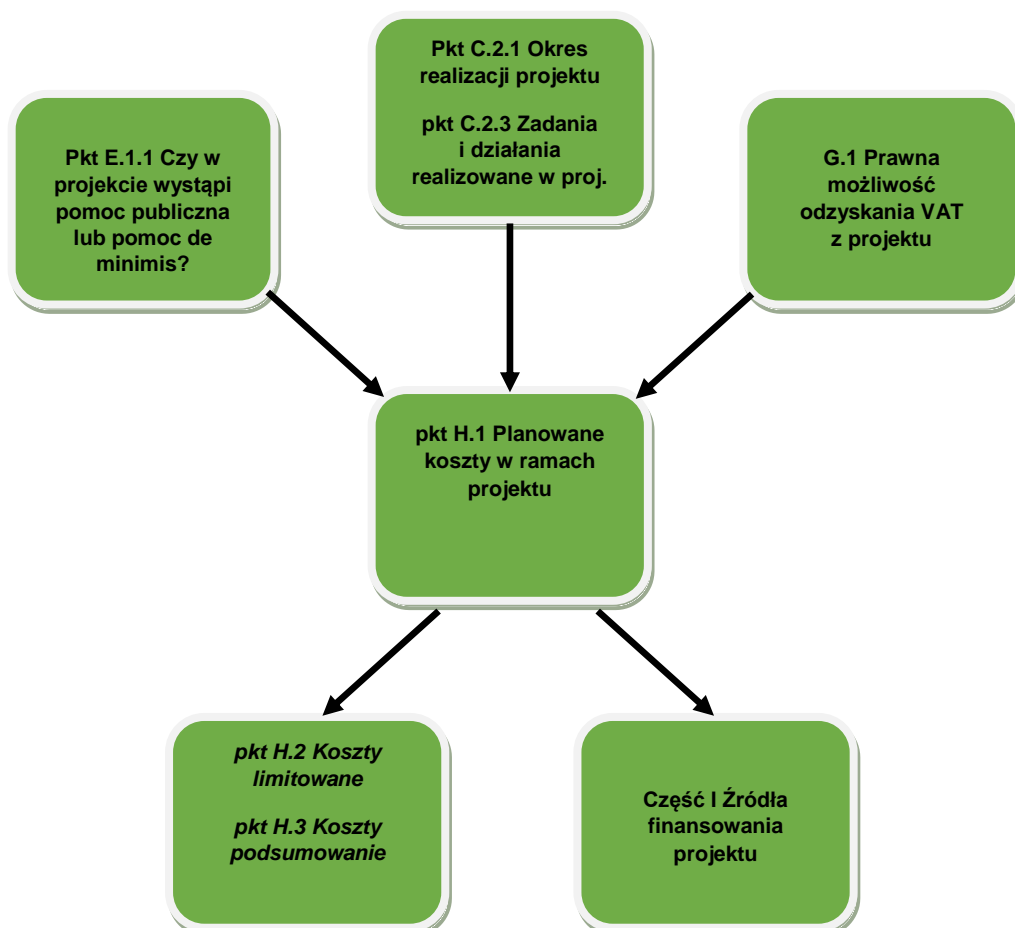 Pkt C.2.1 Okres
realizacji projektu
pkt C.2.3 Zadania
i działania
realizowane w proj.
Pkt E.1.1 Czy w
projekcie wystąpi
pomoc publiczna
lub pomoc de
minimis?
G.1 Prawna
możliwość
odzyskania VAT
z projektu
pkt H.1 Planowane
koszty w ramach
projektu
pkt H.2 Koszty
limitowane
pkt H.3 Koszty
podsumowanie
Część I Źródła
finansowania
projektu